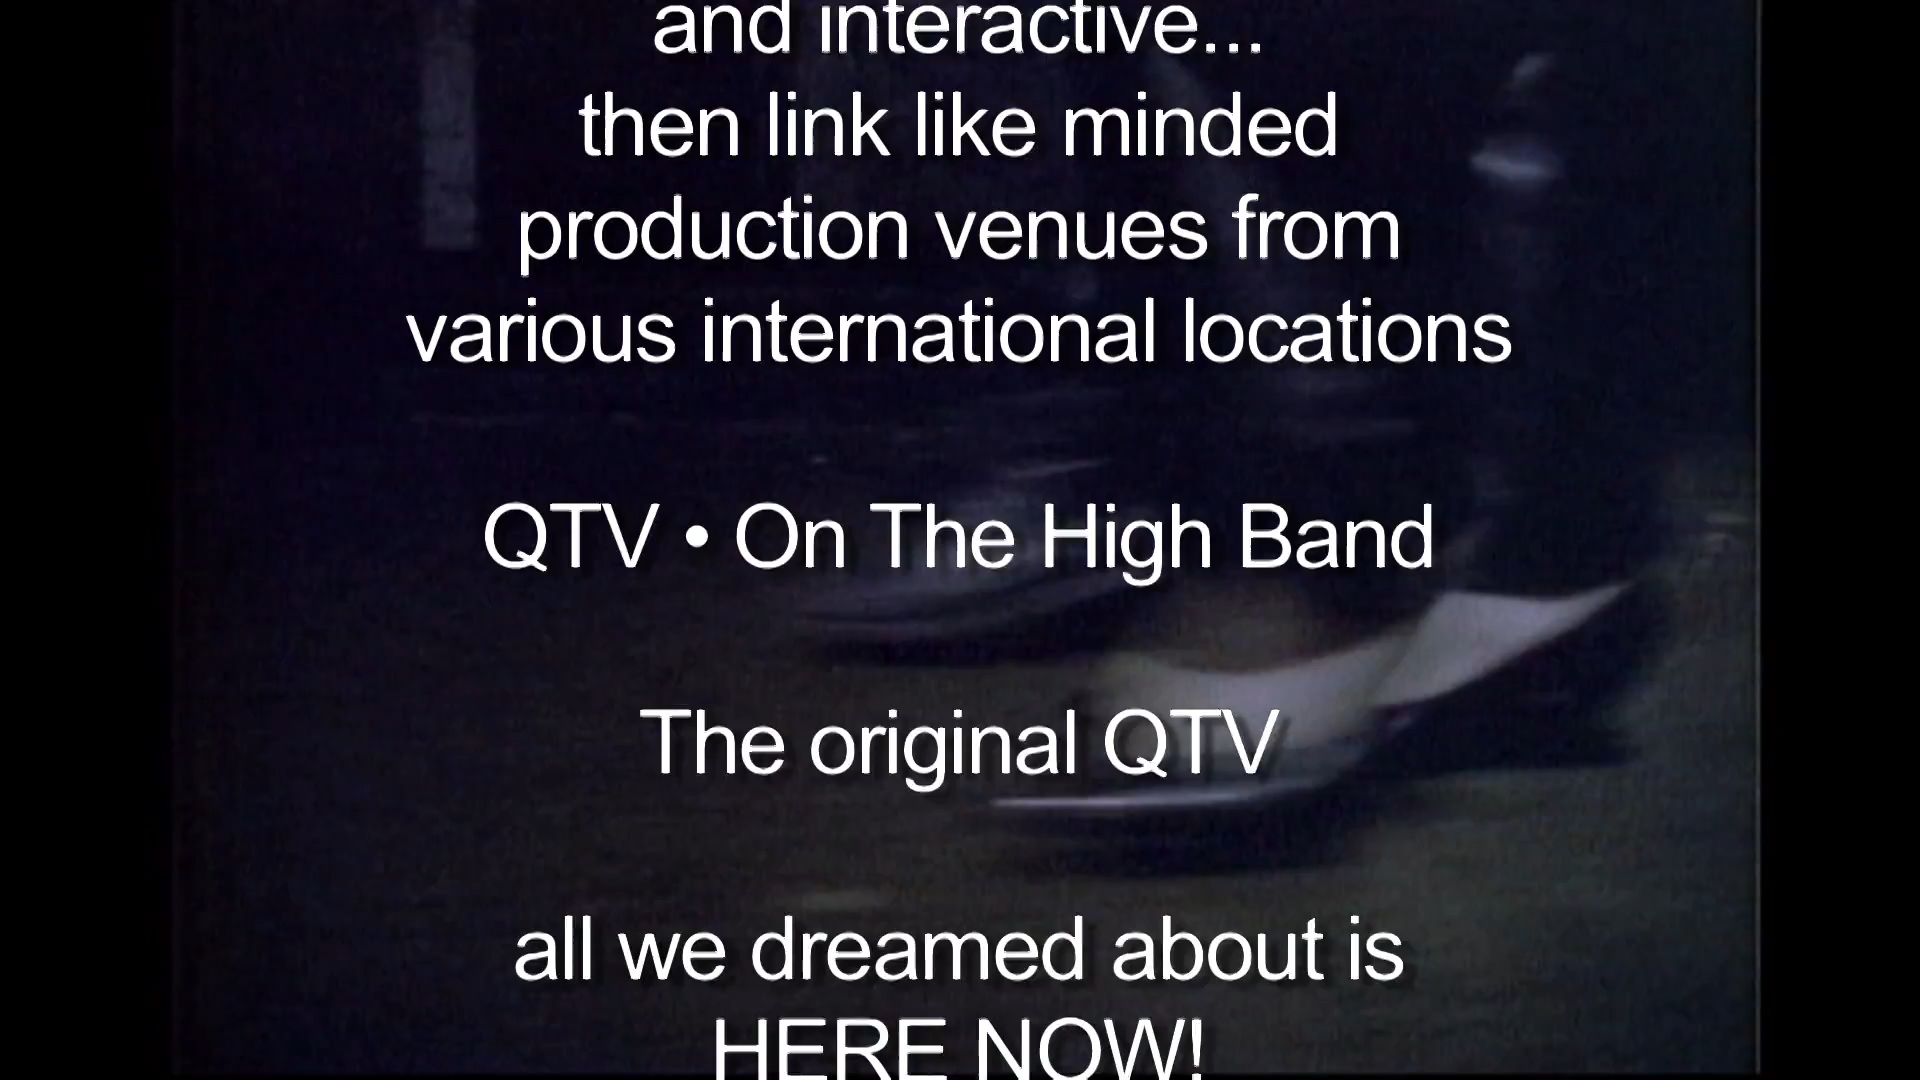 and interactive...
then link like minded
production venues from
various international locations
QTV • On The High Band
The original QTV
all we dreamed about is
HERE NOW!